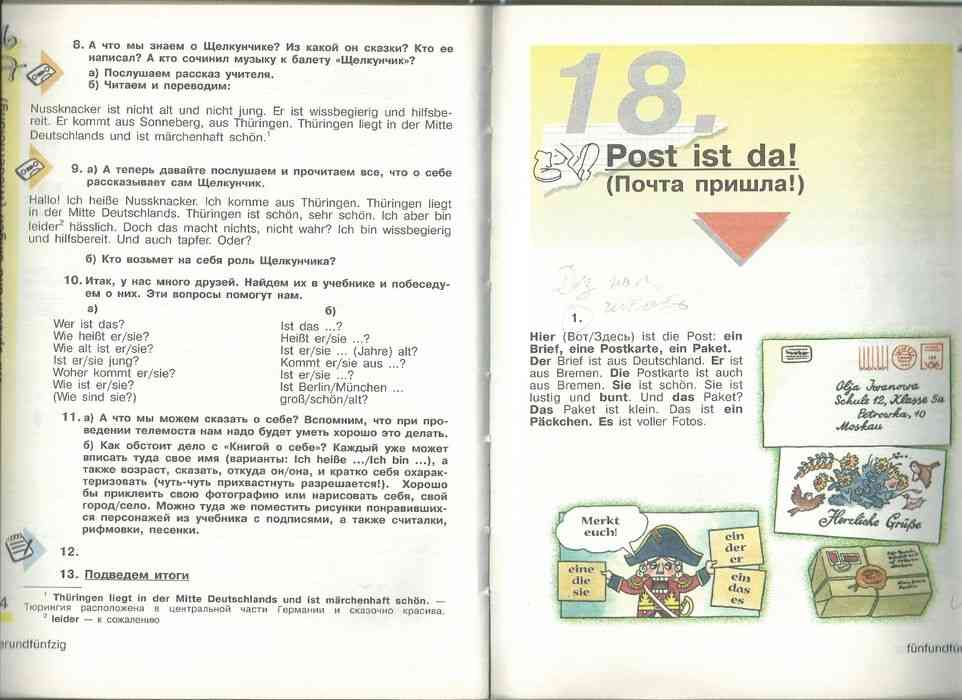 8. А что мы знаем о Щелкунчике? Из какой он сказки? Кто ее
написал? А кто сочинил музыку к балету «Щелкунчик»?
а) Послушаем рассказ учителя.
б) Читаем и переводим:
Nussknacker ist nicht alt und nicht jung. Er ist wissbegierig und hilfsbe-
reit. Er kommt aus Sonneberg, aus Thüringen. Thüringen liegt in der Mitte
Deutschlands und ist märchenhaft schön.¹
9. а) А теперь давайте послушаем и прочитаем все, что о себе
рассказывает сам Щелкунчик.
Hallo! Ich heiße Nussknacker. Ich komme aus Thüringen. Thüringen liegt
in der Mitte Deutschlands. Thüringen ist schön, sehr schön. Ich aber bin
leider² hässlich. Doch das macht nichts, nicht wahr? Ich bin wissbegierig
und hilfsbereit. Und auch tapfer. Oder?
б) Кто возьмет на себя роль Щелкунчика?
10. Итак, у нас много друзей. Найдем их в учебнике и побеседу-
ем о них. Эти вопросы помогут нам.
а)
Wer ist das?
Wie heißt er/sie?
Wie alt ist er/sie?
Ist er/sie jung?
Woher kommt er/sie?
Wie ist er/sie?
(Wie sind sie?)
б)
Ist das ...?
Heißt er/sie ...?
Ist er/sie ... (Jahre) alt?
Kommt er/sie aus ...?
Ist er/sie ...?
Ist Berlin/München ...
groß/schön/alt?
11. а) А что мы можем сказать о себе? Вспомним, что при про-
ведении телемоста нам надо будет уметь хорошо это делать.
б) Как обстоит дело с «Книгой о себе»? Каждый уже может
вписать туда свое имя (варианты: Ich heiße .../Ich bin ...), а
также возраст, сказать, откуда он/она, и кратко себя охарак-
теризовать (чуть-чуть прихвастнуть разрешается!). Хорошо
бы приклеить свою фотографию или нарисовать себя, свой
город/село. Можно туда же поместить рисунки понравивших-
ся персонажей из учебника с подписями, а также считалки,
рифмовки, песенки.
12.
13. Подведем итоги
¹ Thüringen liegt in der Mitte Deutschlands und ist märchenhaft schön. —
Тюрингия расположена в центральной части Германии и сказочно красива.
² leider — к сожалению
4
erundfünfzig
18.
Post ist da!
(Почта пришла!)
1.
Hier (Вот/Здесь) ist die Post: ein
Brief, eine Postkarte, ein Paket.
Der Brief ist aus Deutschland. Er ist
aus Bremen. Die Postkarte ist auch
aus Bremen. Sie ist schön. Sie ist
lustig und bunt. Und das Paket?
Das Paket ist klein. Das ist ein
Päckchen. Es ist voller Fotos.
Olja Iwanowa
Schule 12, Klasse 5a
Petrowka, 10
Moskau
Herzliche Grüße
Merkt
euch!
eine
die
sie
ein
der
er
ein
das
es
fünfundfün